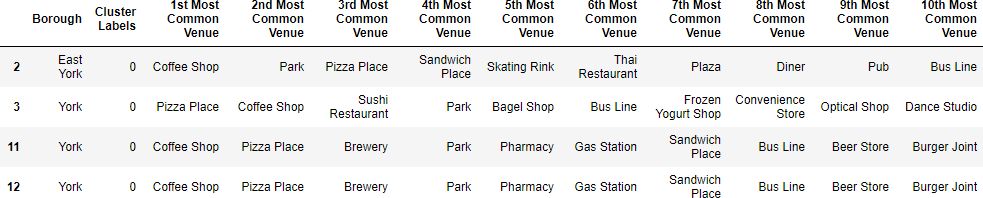 Borough Cluster Labels 1st Most Common Venue 2nd Most Common Venue 3rd Most Common Venue 4th Most Common Venue 5th Most Common Venue 6th Most Common Venue 7th Most Common Venue 8th Most Common Venue 9th Most Common Venue 10th Most Common Venue
2 East York 0 Coffee Shop Park Pizza Place Sandwich Place Skating Rink Thai Restaurant Plaza Diner Pub Bus Line
3 York 0 Pizza Place Coffee Shop Sushi Restaurant Park Bagel Shop Bus Line Frozen Yogurt Shop Convenience Store Optical Shop Dance Studio
11 York 0 Coffee Shop Pizza Place Brewery Park Pharmacy Gas Station Sandwich Place Bus Line Beer Store Burger Joint
12 York 0 Coffee Shop Pizza Place Brewery Park Pharmacy Gas Station Sandwich Place Bus Line Beer Store Burger Joint